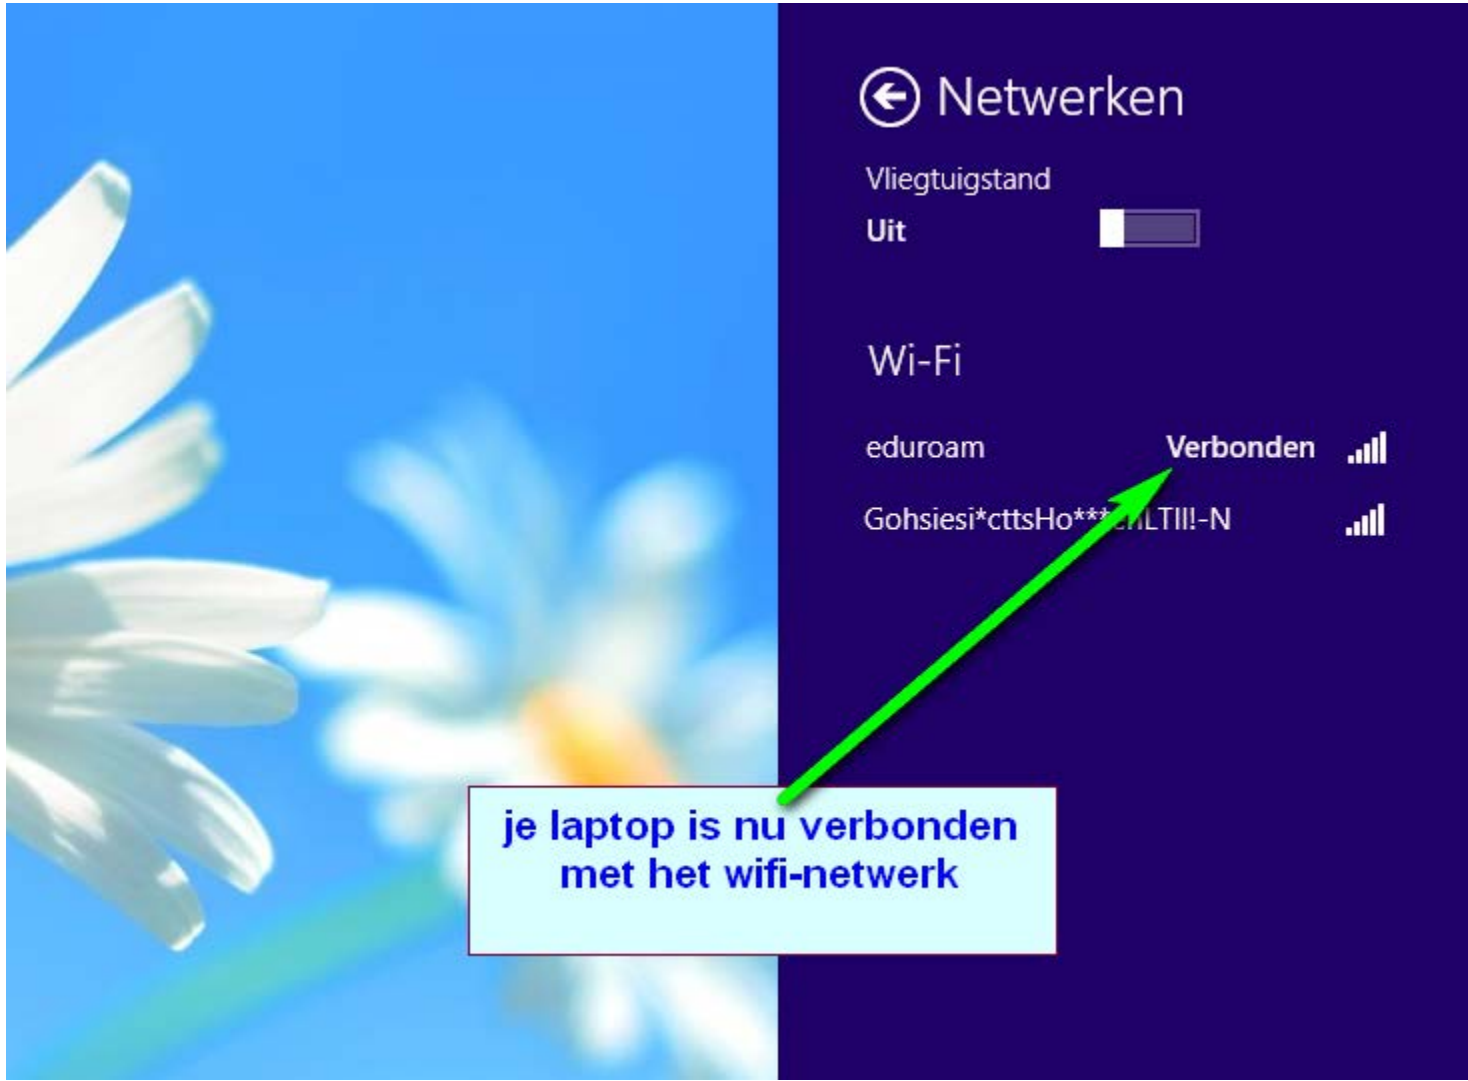 Netwerken
Vliegtuigstand
Uit
Wi-Fi
eduroam Verbonden
je laptop is nu verbonden
met het wifi-netwerk